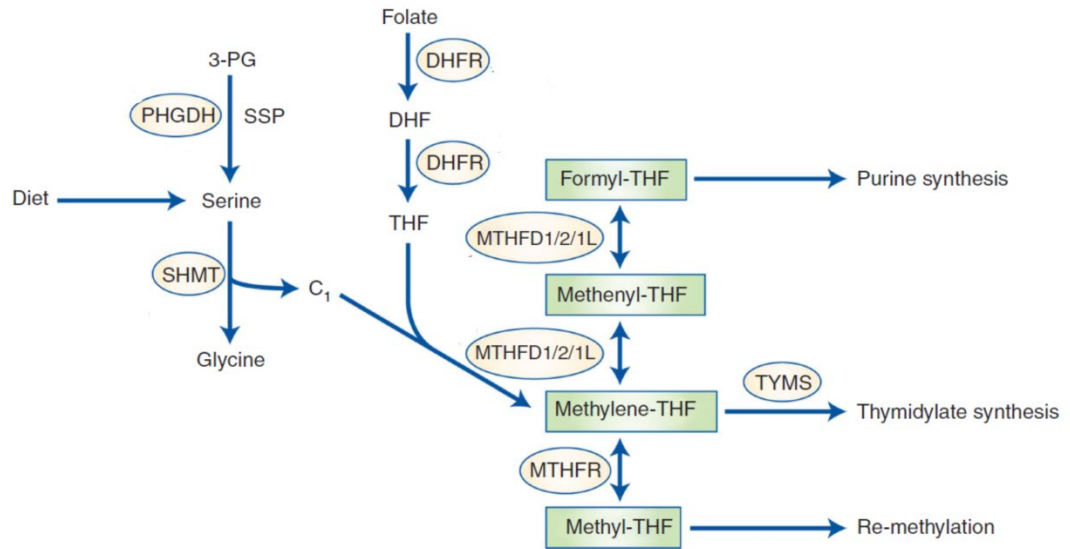 Folate
3-PG
DHFR
PHGDH
SSP
DHF
DHFR
Formyl-THF
Purine synthesis
Diet
Serine
THF
MTHFD1/2/1L
SHMT
C₁
Methenyl-THF
Glycine
MTHFD1/2/1L
TYMS
Methylene-THF
Thymidylate synthesis
MTHFR
Methyl-THF
Re-methylation